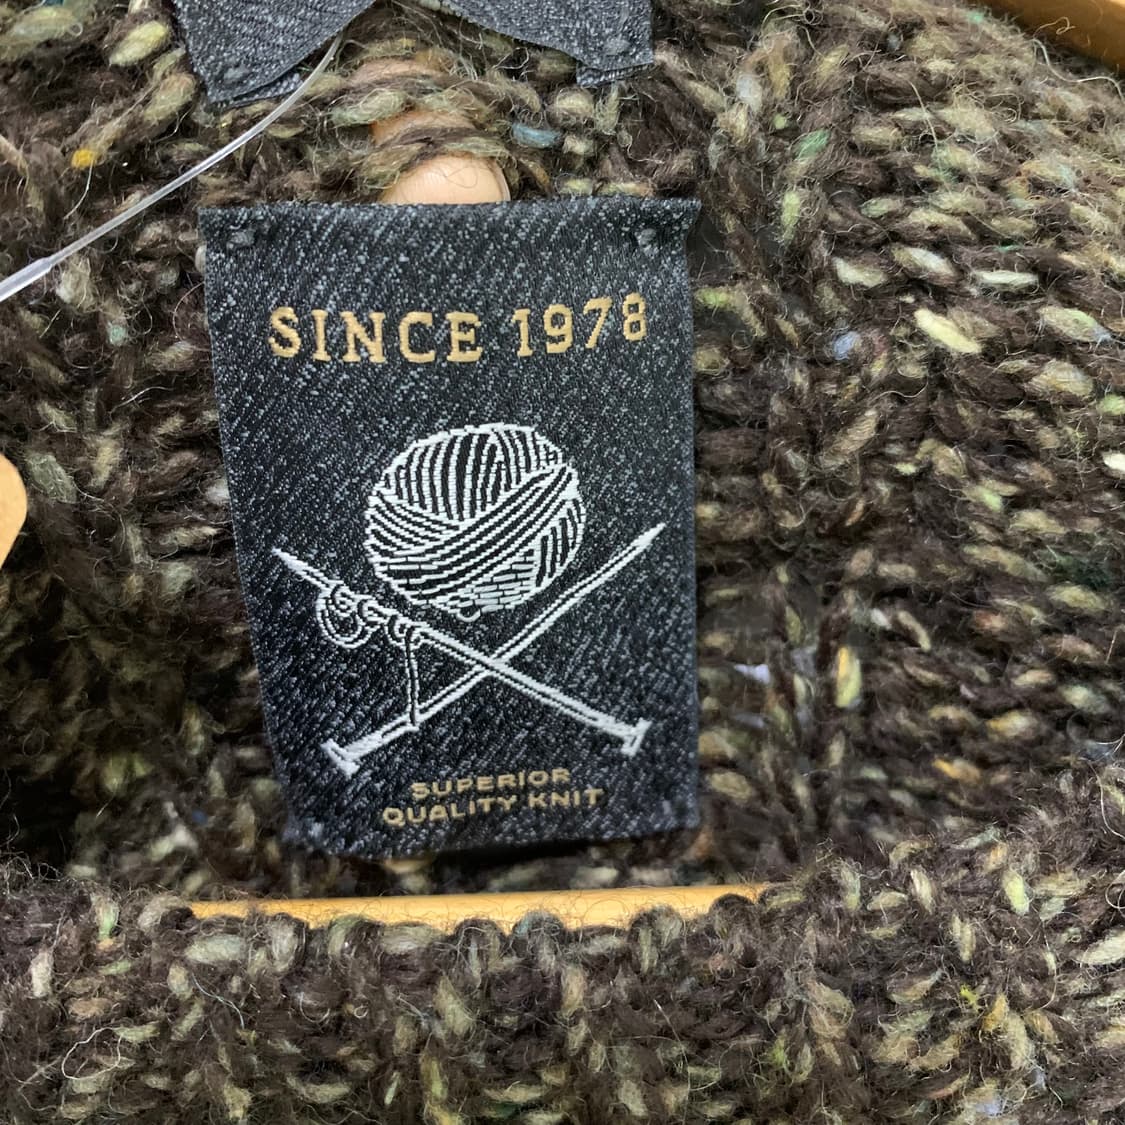 SINCE 1978
SUPERIOR
QUALITY KNIT